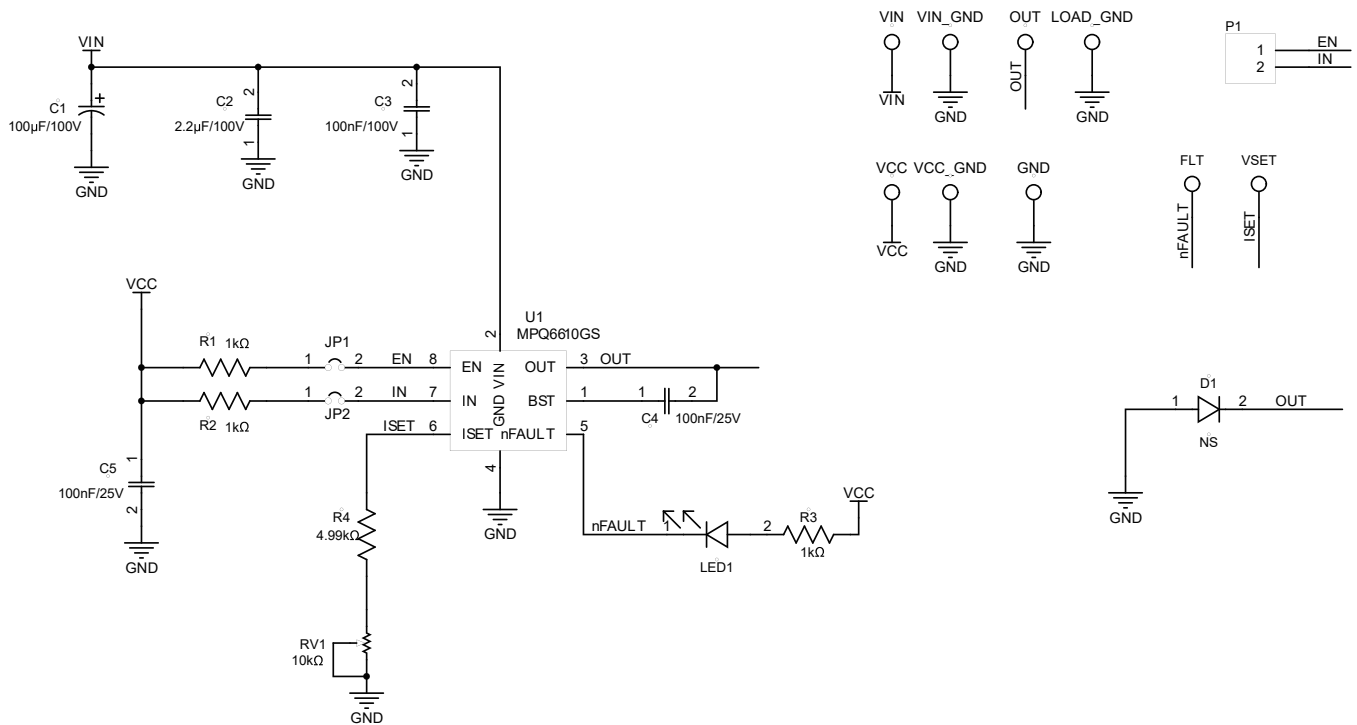 VIN
C1
100µF/100V
GND
2
C2
2.2µF/100V
1
GND
2
C3
100nF/100V
1
GND
VIN
VIN
VIN_GND
GND
OUT
OUT
LOAD_GND
GND
P1
1
2
EN
IN
VCC
VCC
VCC_GND
GND
GND
GND
FLT
nFAULT
VSET
ISET
VCC
R1 1kΩ
1 JP1 2
EN 8
R2 1kΩ
1 JP2 2
IN 7
ISET 6
C5
100nF/25V
1
2
GND
U1
MPQ6610GS
2
EN
VIN
OUT
IN
GND
BST
ISET
nFAULT
4
GND
3 OUT
1
1 2
C4 100nF/25V
5
R4
4.99kΩ
RV1
10kΩ
GND
nFAULT 1
LED1
2
R3
1kΩ
VCC
D1
1 2 OUT
NS
GND